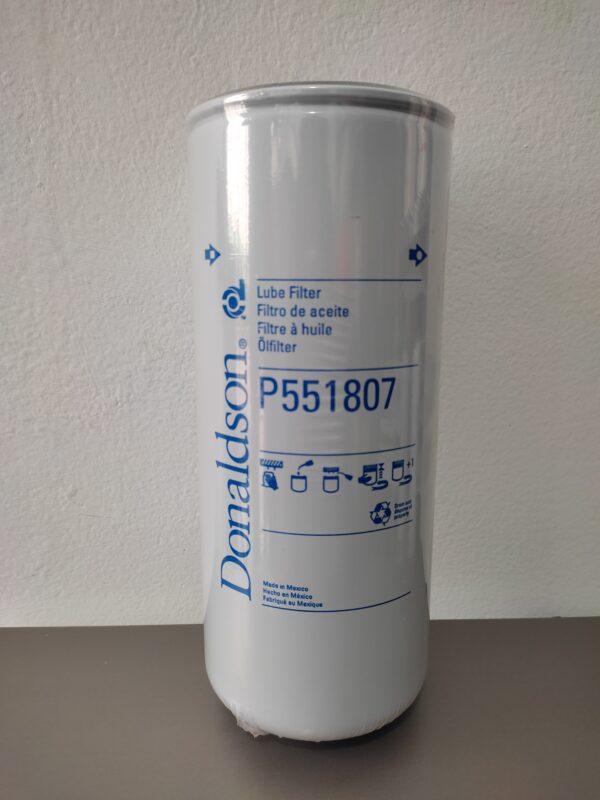 Donaldson®
Lube Filter
Filtro de aceite
Filtre à huile
Ölfilter
P551807
+1
Made in Mexico
Hecho en México
Fabriqué au Mexique